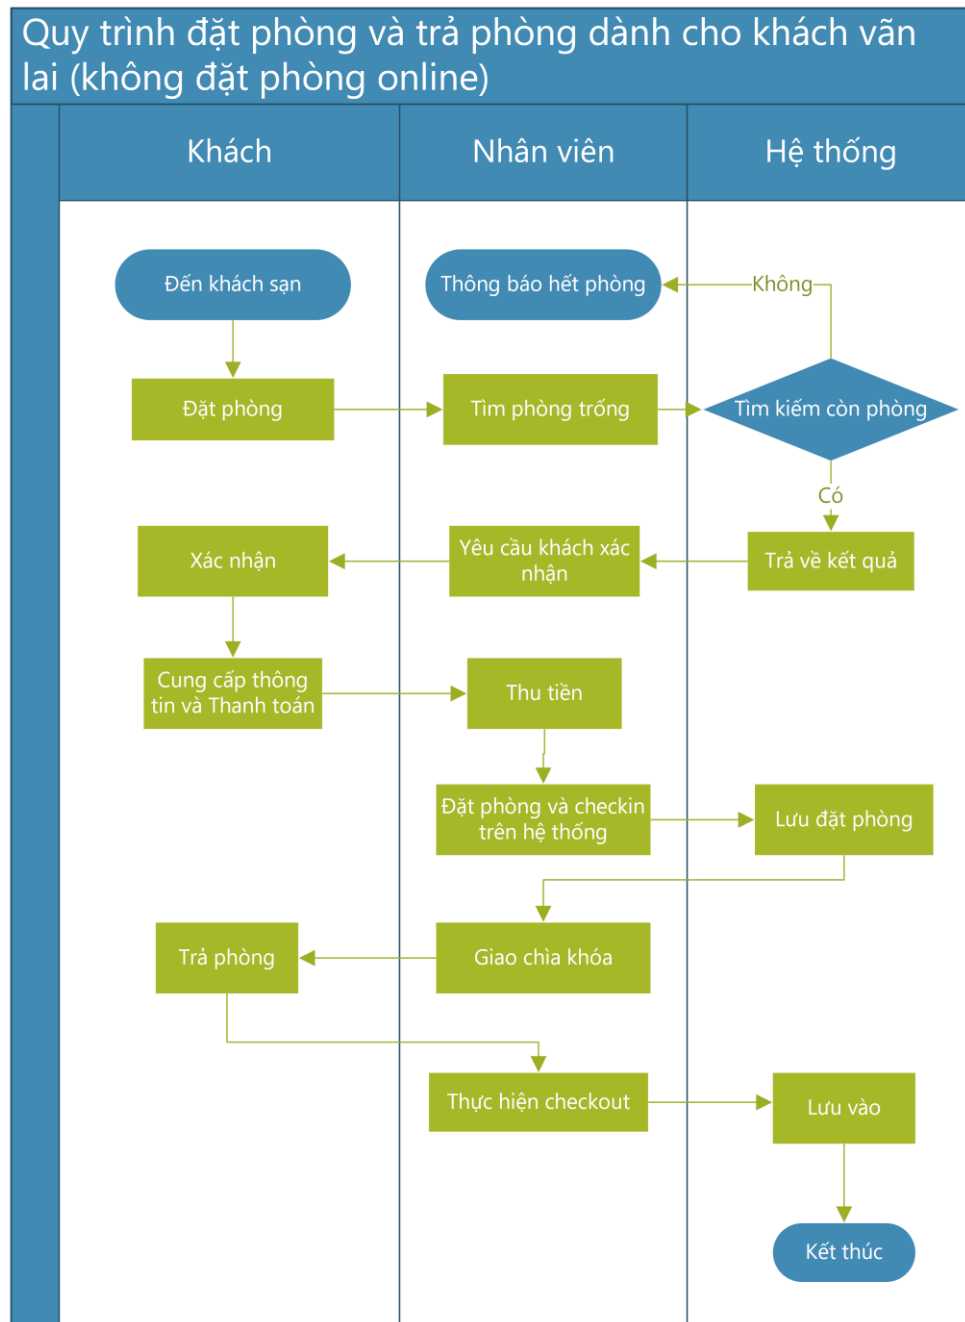 Quy trình đặt phòng và trả phòng dành cho khách vãn
lai (không đặt phòng online)
Khách
Nhân viên
Hệ thống
Đến khách sạn
Thông báo hết phòng
Không
Đặt phòng
Tìm phòng trống
Tìm kiếm còn phòng
Có
Xác nhận
Yêu cầu khách xác
nhận
Trả về kết quả
Cung cấp thông
tin và Thanh toán
Thu tiền
Đặt phòng và checkin
trên hệ thống
Lưu đặt phòng
Trả phòng
Giao chìa khóa
Thực hiện checkout
Lưu vào
Kết thúc